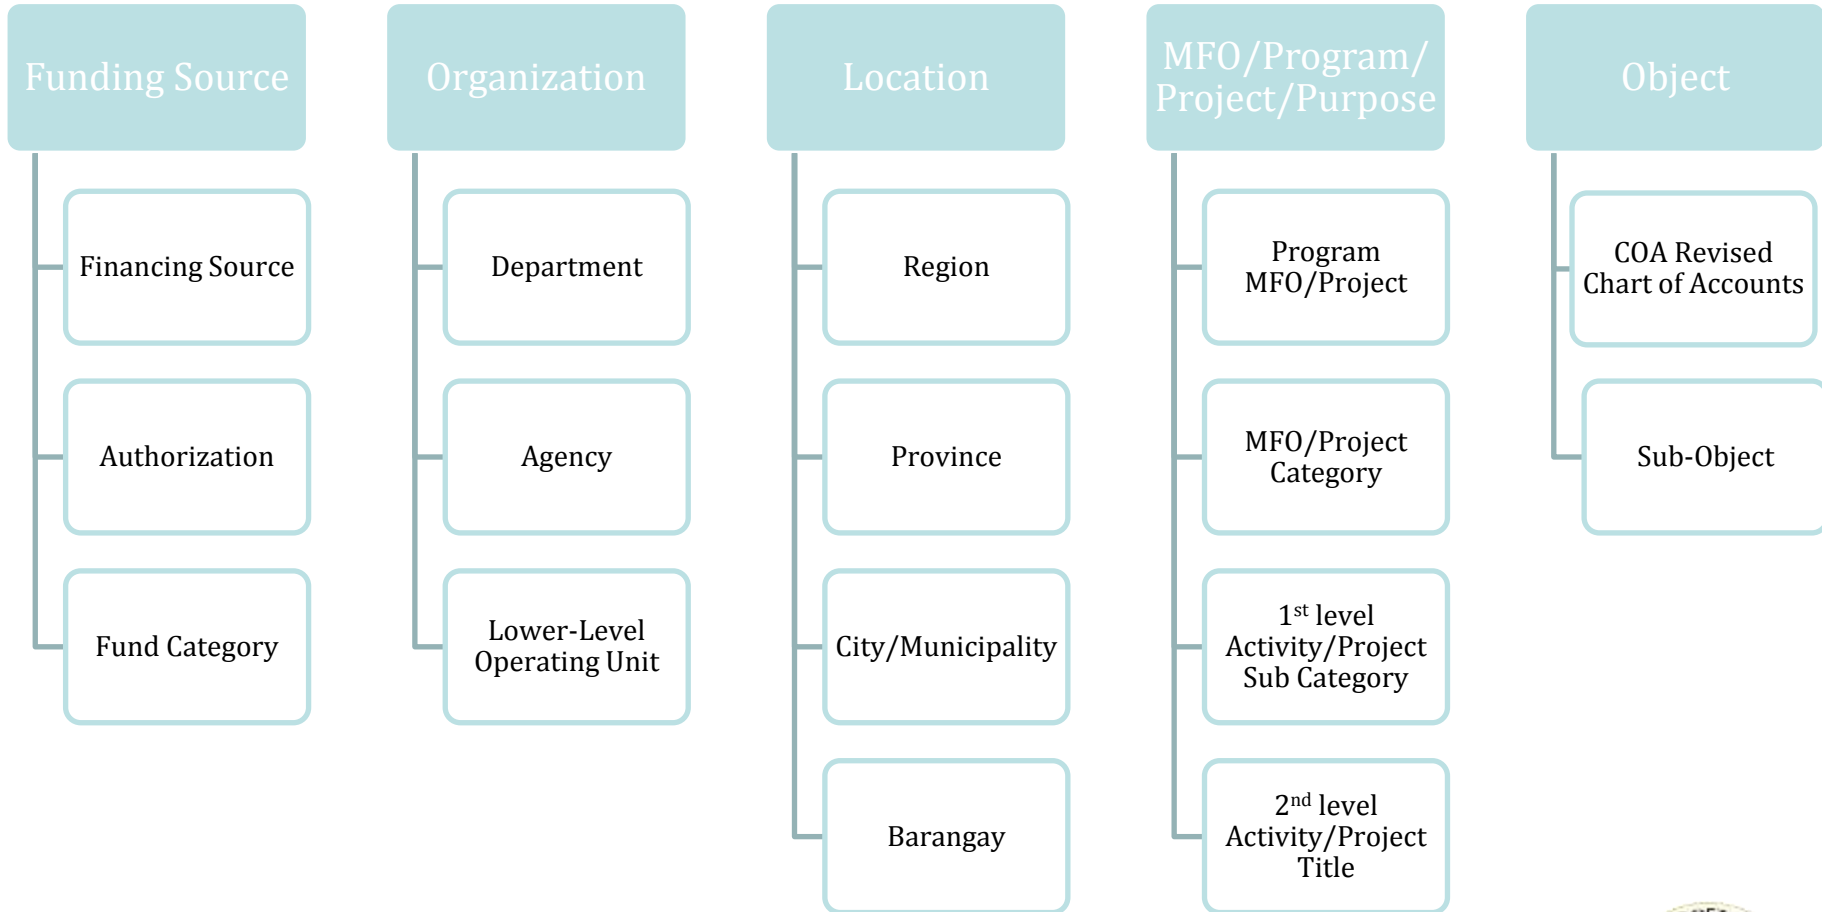 Funding Source
Financing Source
Authorization
Fund Category
Organization
Department
Agency
Lower-Level
Operating Unit
Location
Region
Province
City/Municipality
Barangay
MFO/Program/
Project/Purpose
Program
MFO/Project
MFO/Project
Category
1st level
Activity/Project
Sub Category
2nd level
Activity/Project
Title
Object
COA Revised
Chart of Accounts
Sub-Object